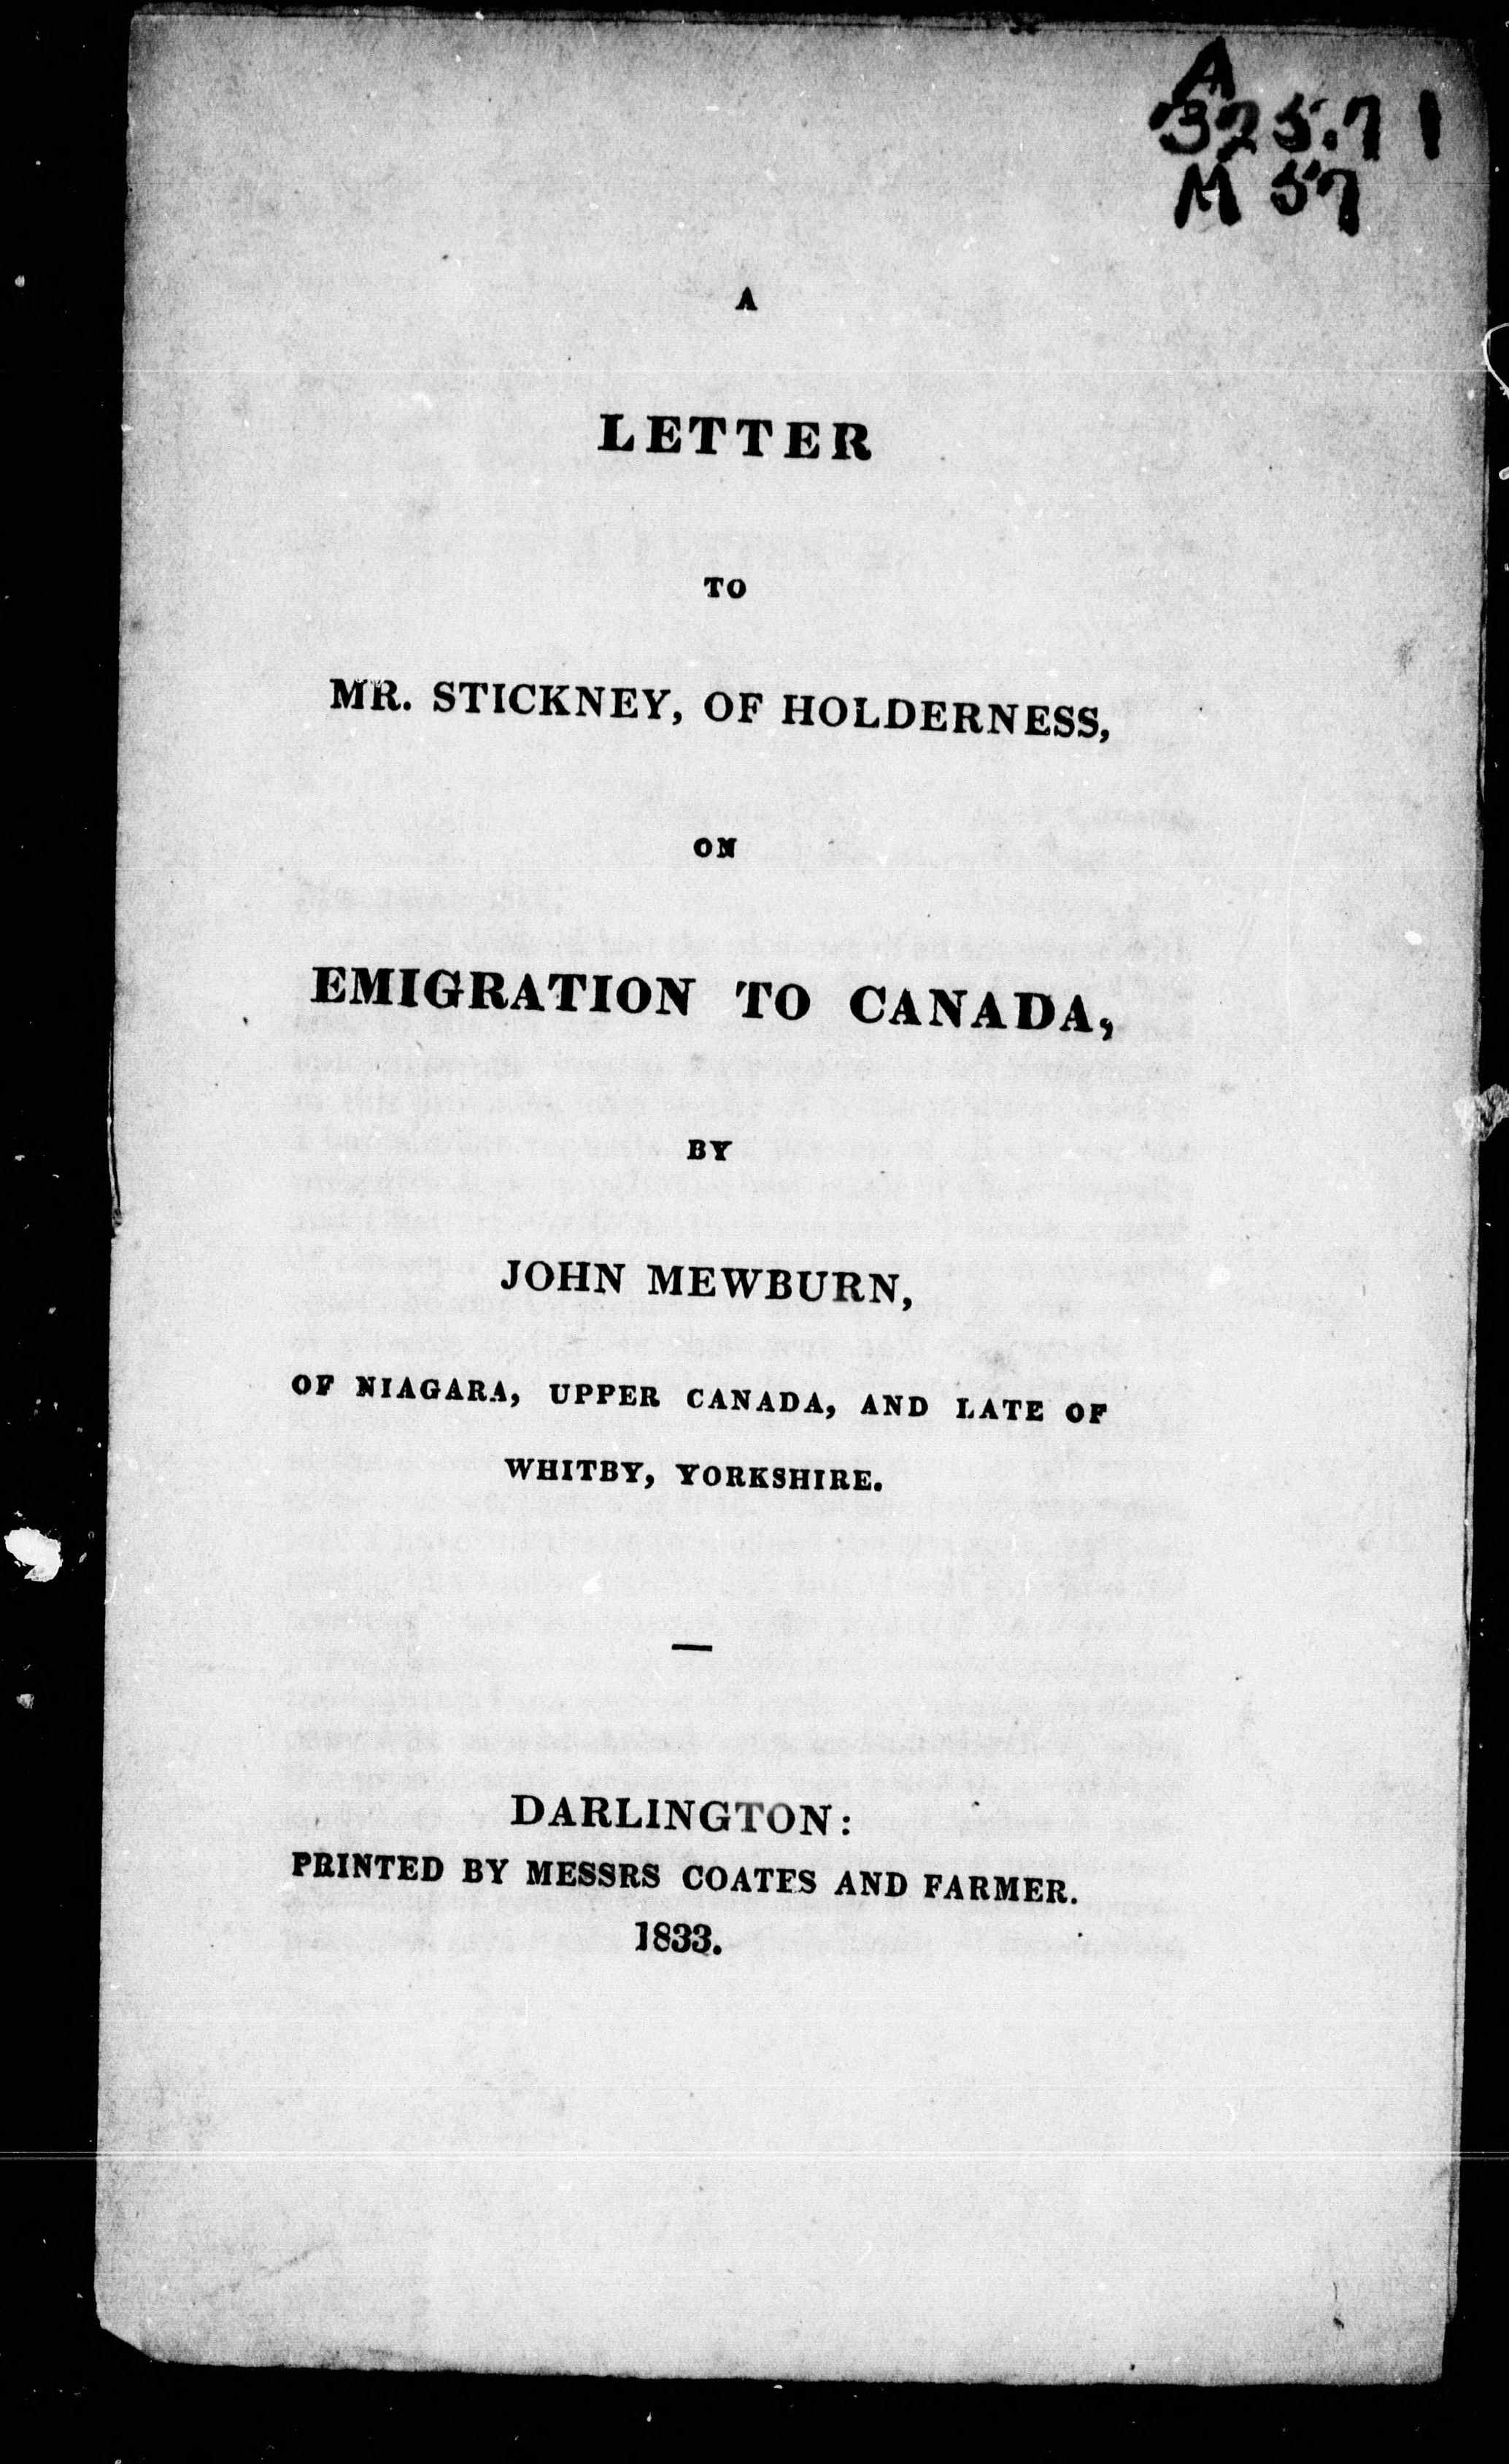 A
325.71
M 57
A
LETTER
TO
MR. STICKNEY, OF HOLDERNESS,
ON
EMIGRATION TO CANADA,
BY
JOHN MEWBURN,
OF NIAGARA, UPPER CANADA, AND LATE OF
WHITBY, YORKSHIRE.
—
DARLINGTON:
PRINTED BY MESSRS COATES AND FARMER.
1833.